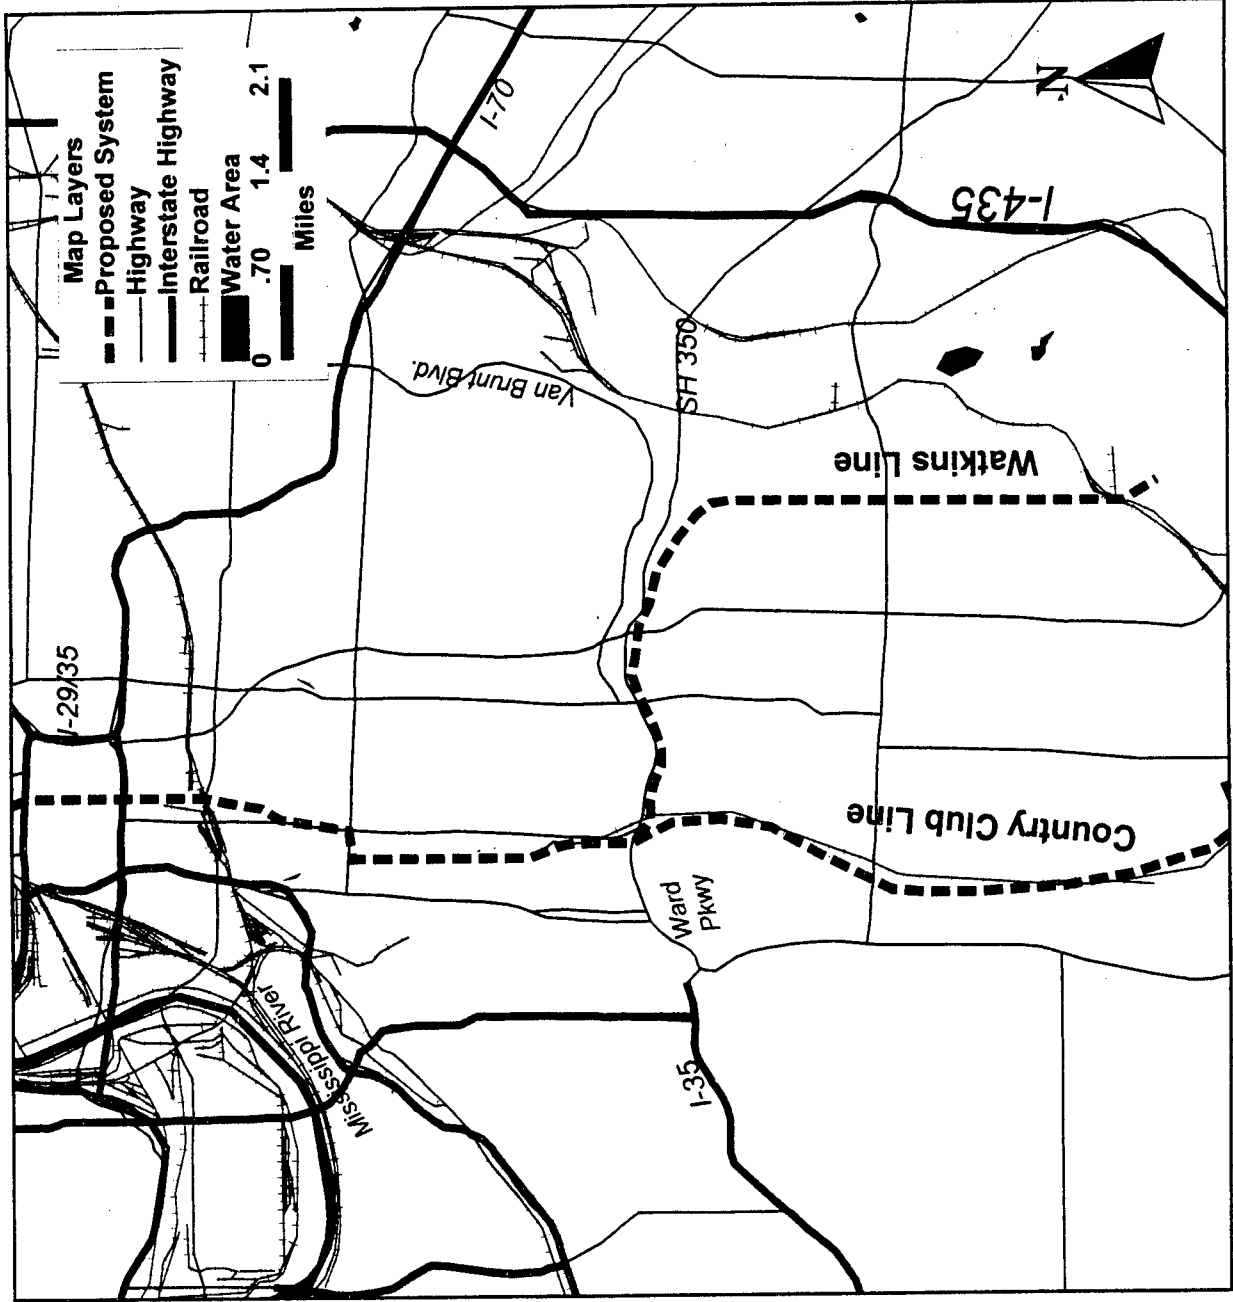 Map Layers
Proposed System
Highway
Interstate Highway
Railroad
Water Area
0 .70 1.4 2.1
Miles
I-70
N
I-435
Van Brunt Blvd.
SH 350
Watkins Line
I-29/35
Country Club Line
Ward
Pkwy
Mississippi River
I-35